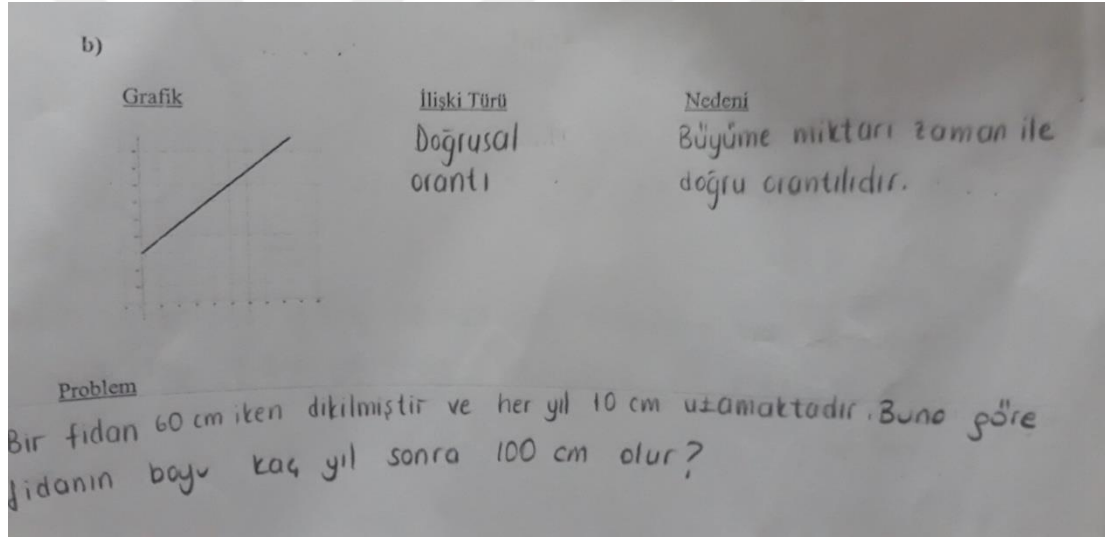 b)
Grafik
İlişki Türü
Doğrusal
orantı
Nedeni
Büyüme miktarı zaman ile
doğru orantılıdır.
Problem
Bir fidan 60 cm iken dikilmiştir ve her yıl 10 cm uzamaktadır. Buna göre
fidanın boyu kaç yıl sonra 100 cm olur?